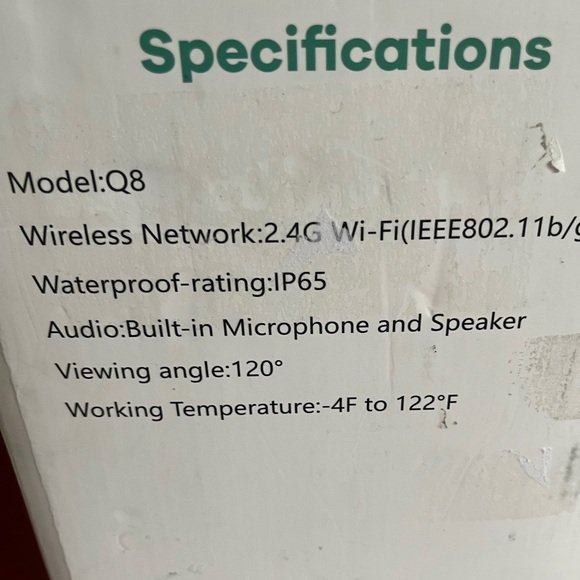 Specifications
Model:Q8
Wireless Network:2.4G Wi-Fi(IEEE802.11b/g
Waterproof-rating:IP65
Audio:Built-in Microphone and Speaker
Viewing angle:120°
Working Temperature:-4F to 122°F